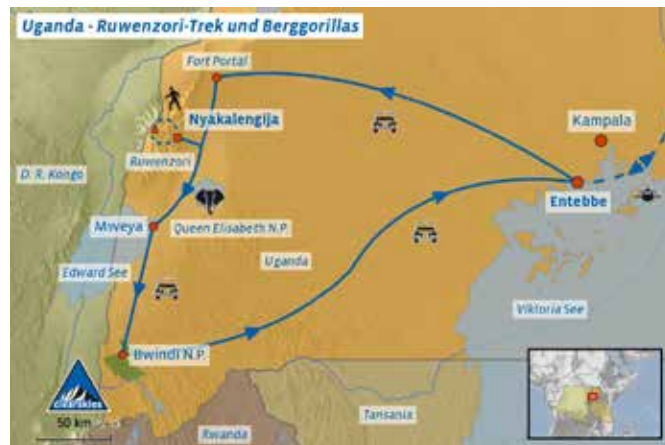 Uganda - Ruwenzori-Trek und Berggorillas
Fort Portal
Nyakalengija
Kampala
Ruwenzori
D. R. Kongo
Entebbe
Mweya
Queen Elisabeth N.P.
Edward See
Uganda
Viktoria See
Bwindi N.P.
clearskies
50 km
Tansania
Rwanda